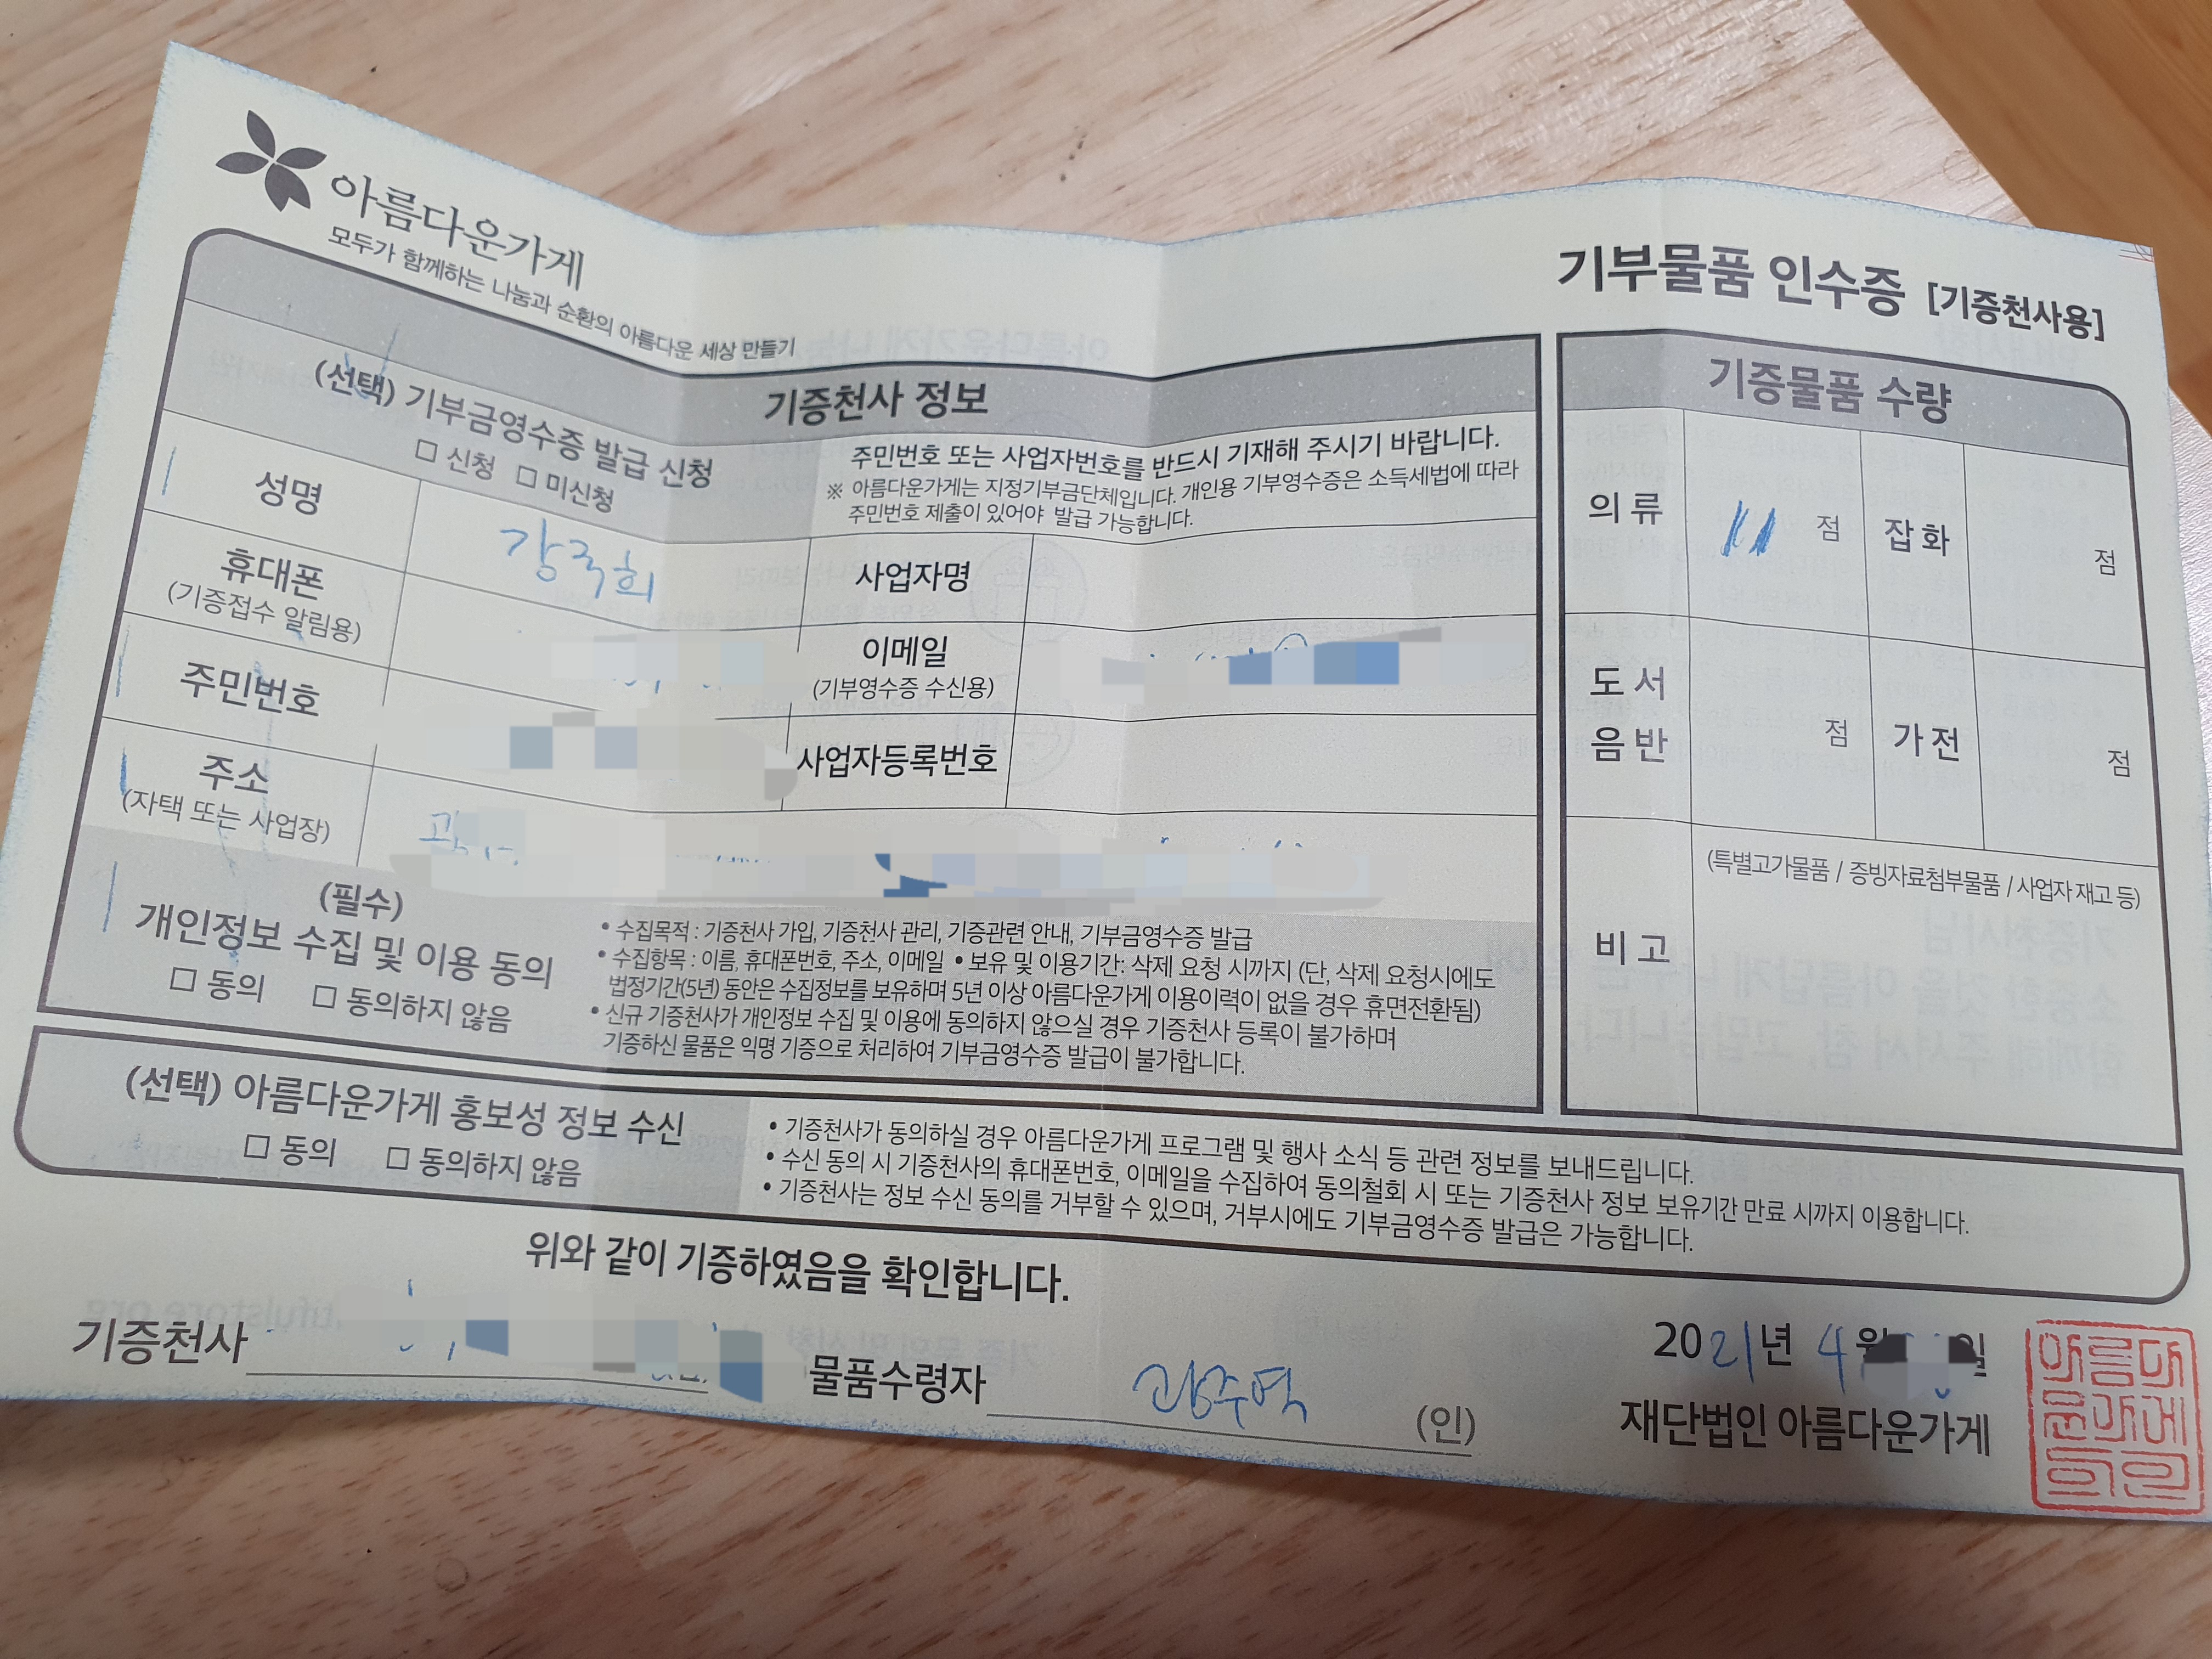 아름다운가게
모두가 함께하는 나눔과 순환의 아름다운 세상 만들기
기부물품 인수증 [기증천사용]
기증천사 정보
(선택) 기부금영수증 발급 신청
□ 신청 □ 미신청
주민번호 또는 사업자번호를 반드시 기재해 주시기 바랍니다.
※ 아름다운가게는 지정기부금단체입니다. 개인용 기부영수증은 소득세법에 따라
주민번호 제출이 있어야 발급 가능합니다.
성명
강국희
사업자명
휴대폰
(기증접수 알림용)
이메일
(기부영수증 수신용)
주민번호
사업자등록번호
주소
(자택 또는 사업장)
(필수)
개인정보 수집 및 이용 동의
□ 동의 □ 동의하지 않음
• 수집목적 : 기증천사 가입, 기증천사 관리, 기증관련 안내, 기부금영수증 발급
• 수집항목 : 이름, 휴대폰번호, 주소, 이메일 • 보유 및 이용기간: 삭제 요청 시까지 (단, 삭제 요청시에도
법정기간(5년) 동안은 수집정보를 보유하며 5년 이상 아름다운가게 이용이력이 없을 경우 휴면전환됨)
• 신규 기증천사가 개인정보 수집 및 이용에 동의하지 않으실 경우 기증천사 등록이 불가하며
기증하신 물품은 익명 기증으로 처리하여 기부금영수증 발급이 불가합니다.
기증물품 수량
의류 11 점 잡화 점
도서
음반 점 가전 점
비고
(특별고가물품 / 증빙자료첨부물품 / 사업자 재고 등)
(선택) 아름다운가게 홍보성 정보 수신
□ 동의 □ 동의하지 않음
• 기증천사가 동의하실 경우 아름다운가게 프로그램 및 행사 소식 등 관련 정보를 보내드립니다.
• 수신 동의 시 기증천사의 휴대폰번호, 이메일을 수집하여 동의철회 시 또는 기증천사 정보 보유기간 만료 시까지 이용합니다.
• 기증천사는 정보 수신 동의를 거부할 수 있으며, 거부시에도 기부금영수증 발급은 가능합니다.
위와 같이 기증하였음을 확인합니다.
기증천사
물품수령자 (인)
2021년 4월 일
재단법인 아름다운가게
아름다
운가게
의인